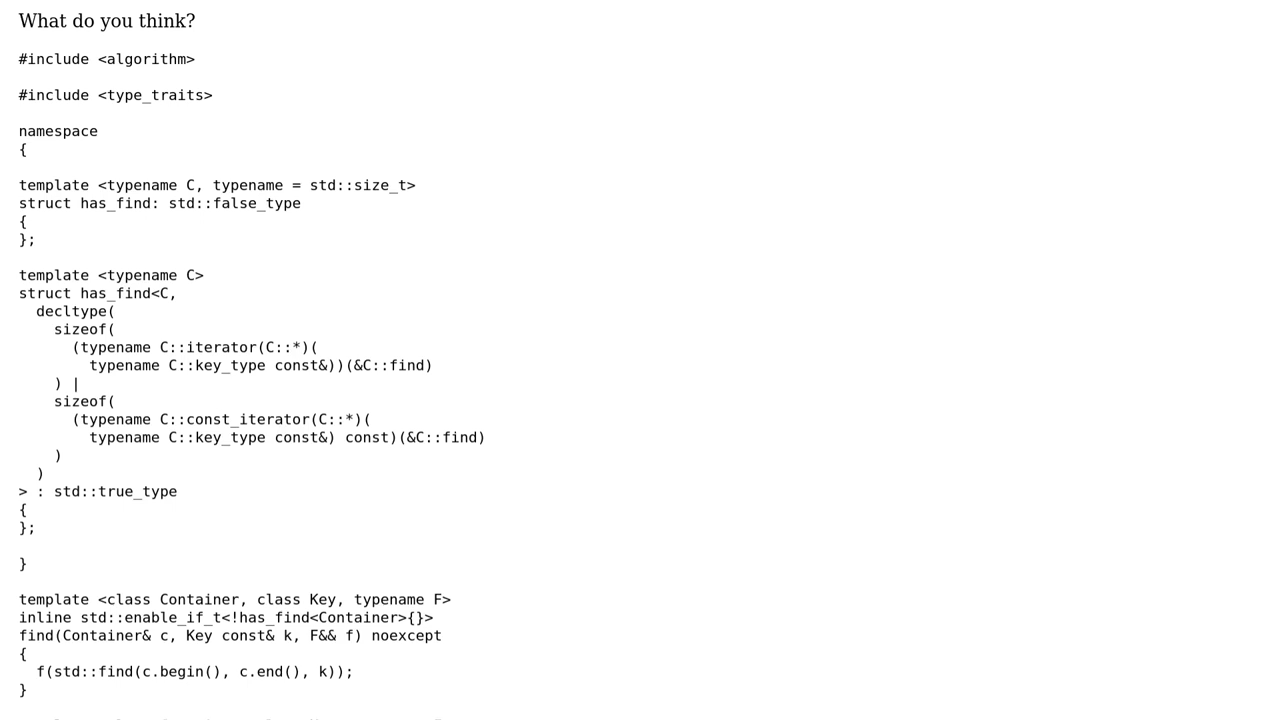 What do you think?
#include <algorithm>
#include <type_traits>
namespace
{
template <typename C, typename = std::size_t>
struct has_find: std::false_type
{
};
template <typename C>
struct has_find<C,
decltype(
sizeof(
(typename C::iterator(C::*)(
typename C::key_type const&))(&C::find)
) |
sizeof(
(typename C::const_iterator(C::*)(
typename C::key_type const&) const)(&C::find)
)
)
> : std::true_type
{
};
}
template <class Container, class Key, typename F>
inline std::enable_if_t<!has_find<Container>{}>
find(Container& c, Key const& k, F&& f) noexcept
{
f(std::find(c.begin(), c.end(), k));
}